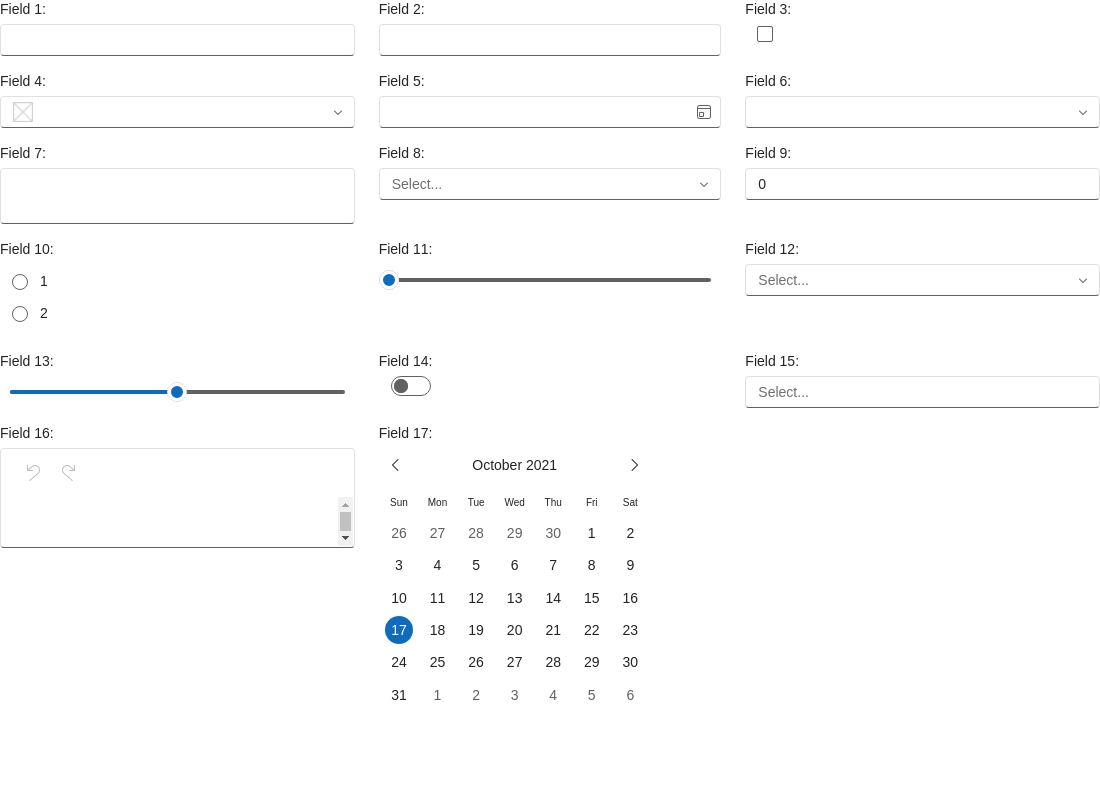 Field 1:
Field 2:
Field 3:
Field 4:
Field 5:
Field 6:
Field 7:
Field 8:
Select...
Field 9:
0
Field 10:
1
2
Field 11:
Field 12:
Select...
Field 13:
Field 14:
Field 15:
Select...
Field 16:
Field 17:
October 2021
Sun Mon Tue Wed Thu Fri Sat
26 27 28 29 30 1 2
3 4 5 6 7 8 9
10 11 12 13 14 15 16
17 18 19 20 21 22 23
24 25 26 27 28 29 30
31 1 2 3 4 5 6